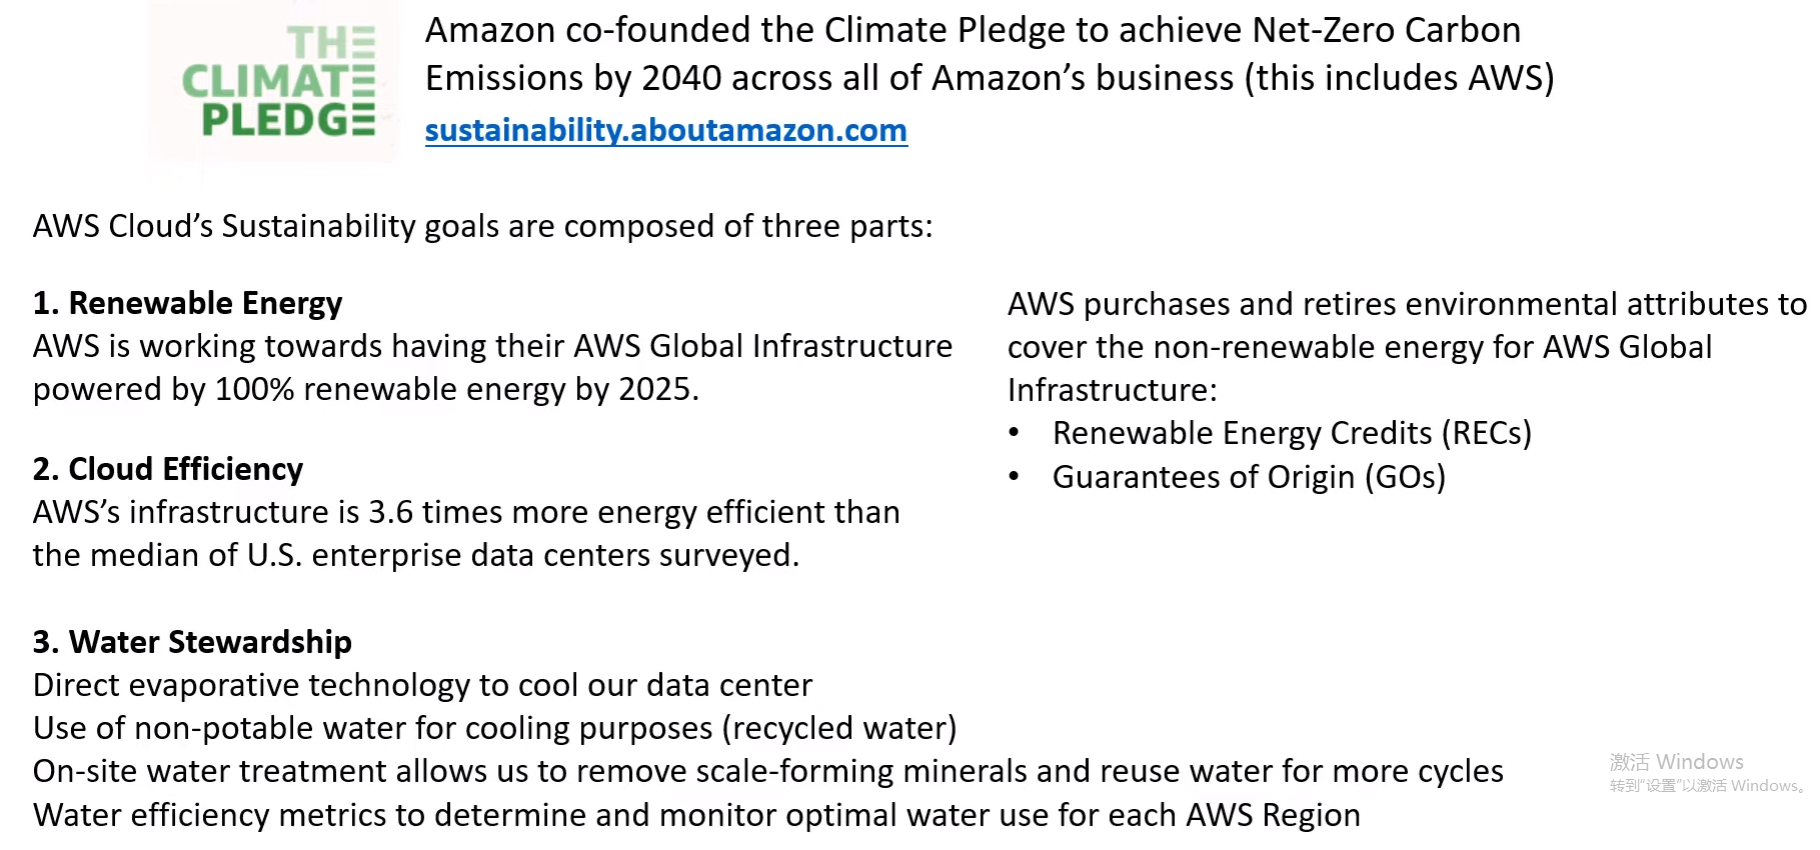 THE
CLIMATE
PLEDGE
Amazon co-founded the Climate Pledge to achieve Net-Zero Carbon
Emissions by 2040 across all of Amazon’s business (this includes AWS)
sustainability.aboutamazon.com
AWS Cloud’s Sustainability goals are composed of three parts:
1. Renewable Energy
AWS is working towards having their AWS Global Infrastructure
powered by 100% renewable energy by 2025.
2. Cloud Efficiency
AWS’s infrastructure is 3.6 times more energy efficient than
the median of U.S. enterprise data centers surveyed.
AWS purchases and retires environmental attributes to
cover the non-renewable energy for AWS Global
Infrastructure:
• Renewable Energy Credits (RECs)
• Guarantees of Origin (GOs)
3. Water Stewardship
Direct evaporative technology to cool our data center
Use of non-potable water for cooling purposes (recycled water)
On-site water treatment allows us to remove scale-forming minerals and reuse water for more cycles
Water efficiency metrics to determine and monitor optimal water use for each AWS Region
激活 Windows
转到“设置”以激活 Windows。